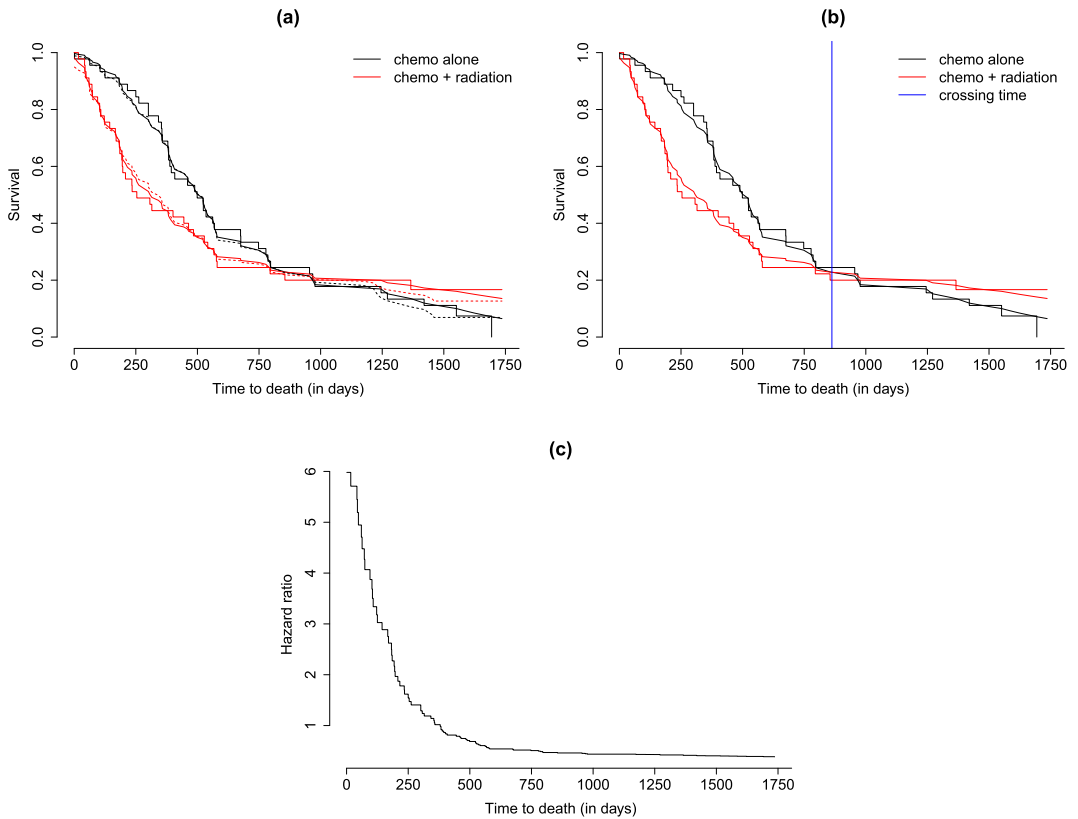 (a)
chemo alone
chemo + radiation
Survival
0.0 0.2 0.4 0.6 0.8 1.0
0 250 500 750 1000 1250 1500 1750
Time to death (in days)
(b)
chemo alone
chemo + radiation
crossing time
Survival
0.0 0.2 0.4 0.6 0.8 1.0
0 250 500 750 1000 1250 1500 1750
Time to death (in days)
(c)
Hazard ratio
1 2 3 4 5 6
0 250 500 750 1000 1250 1500 1750
Time to death (in days)